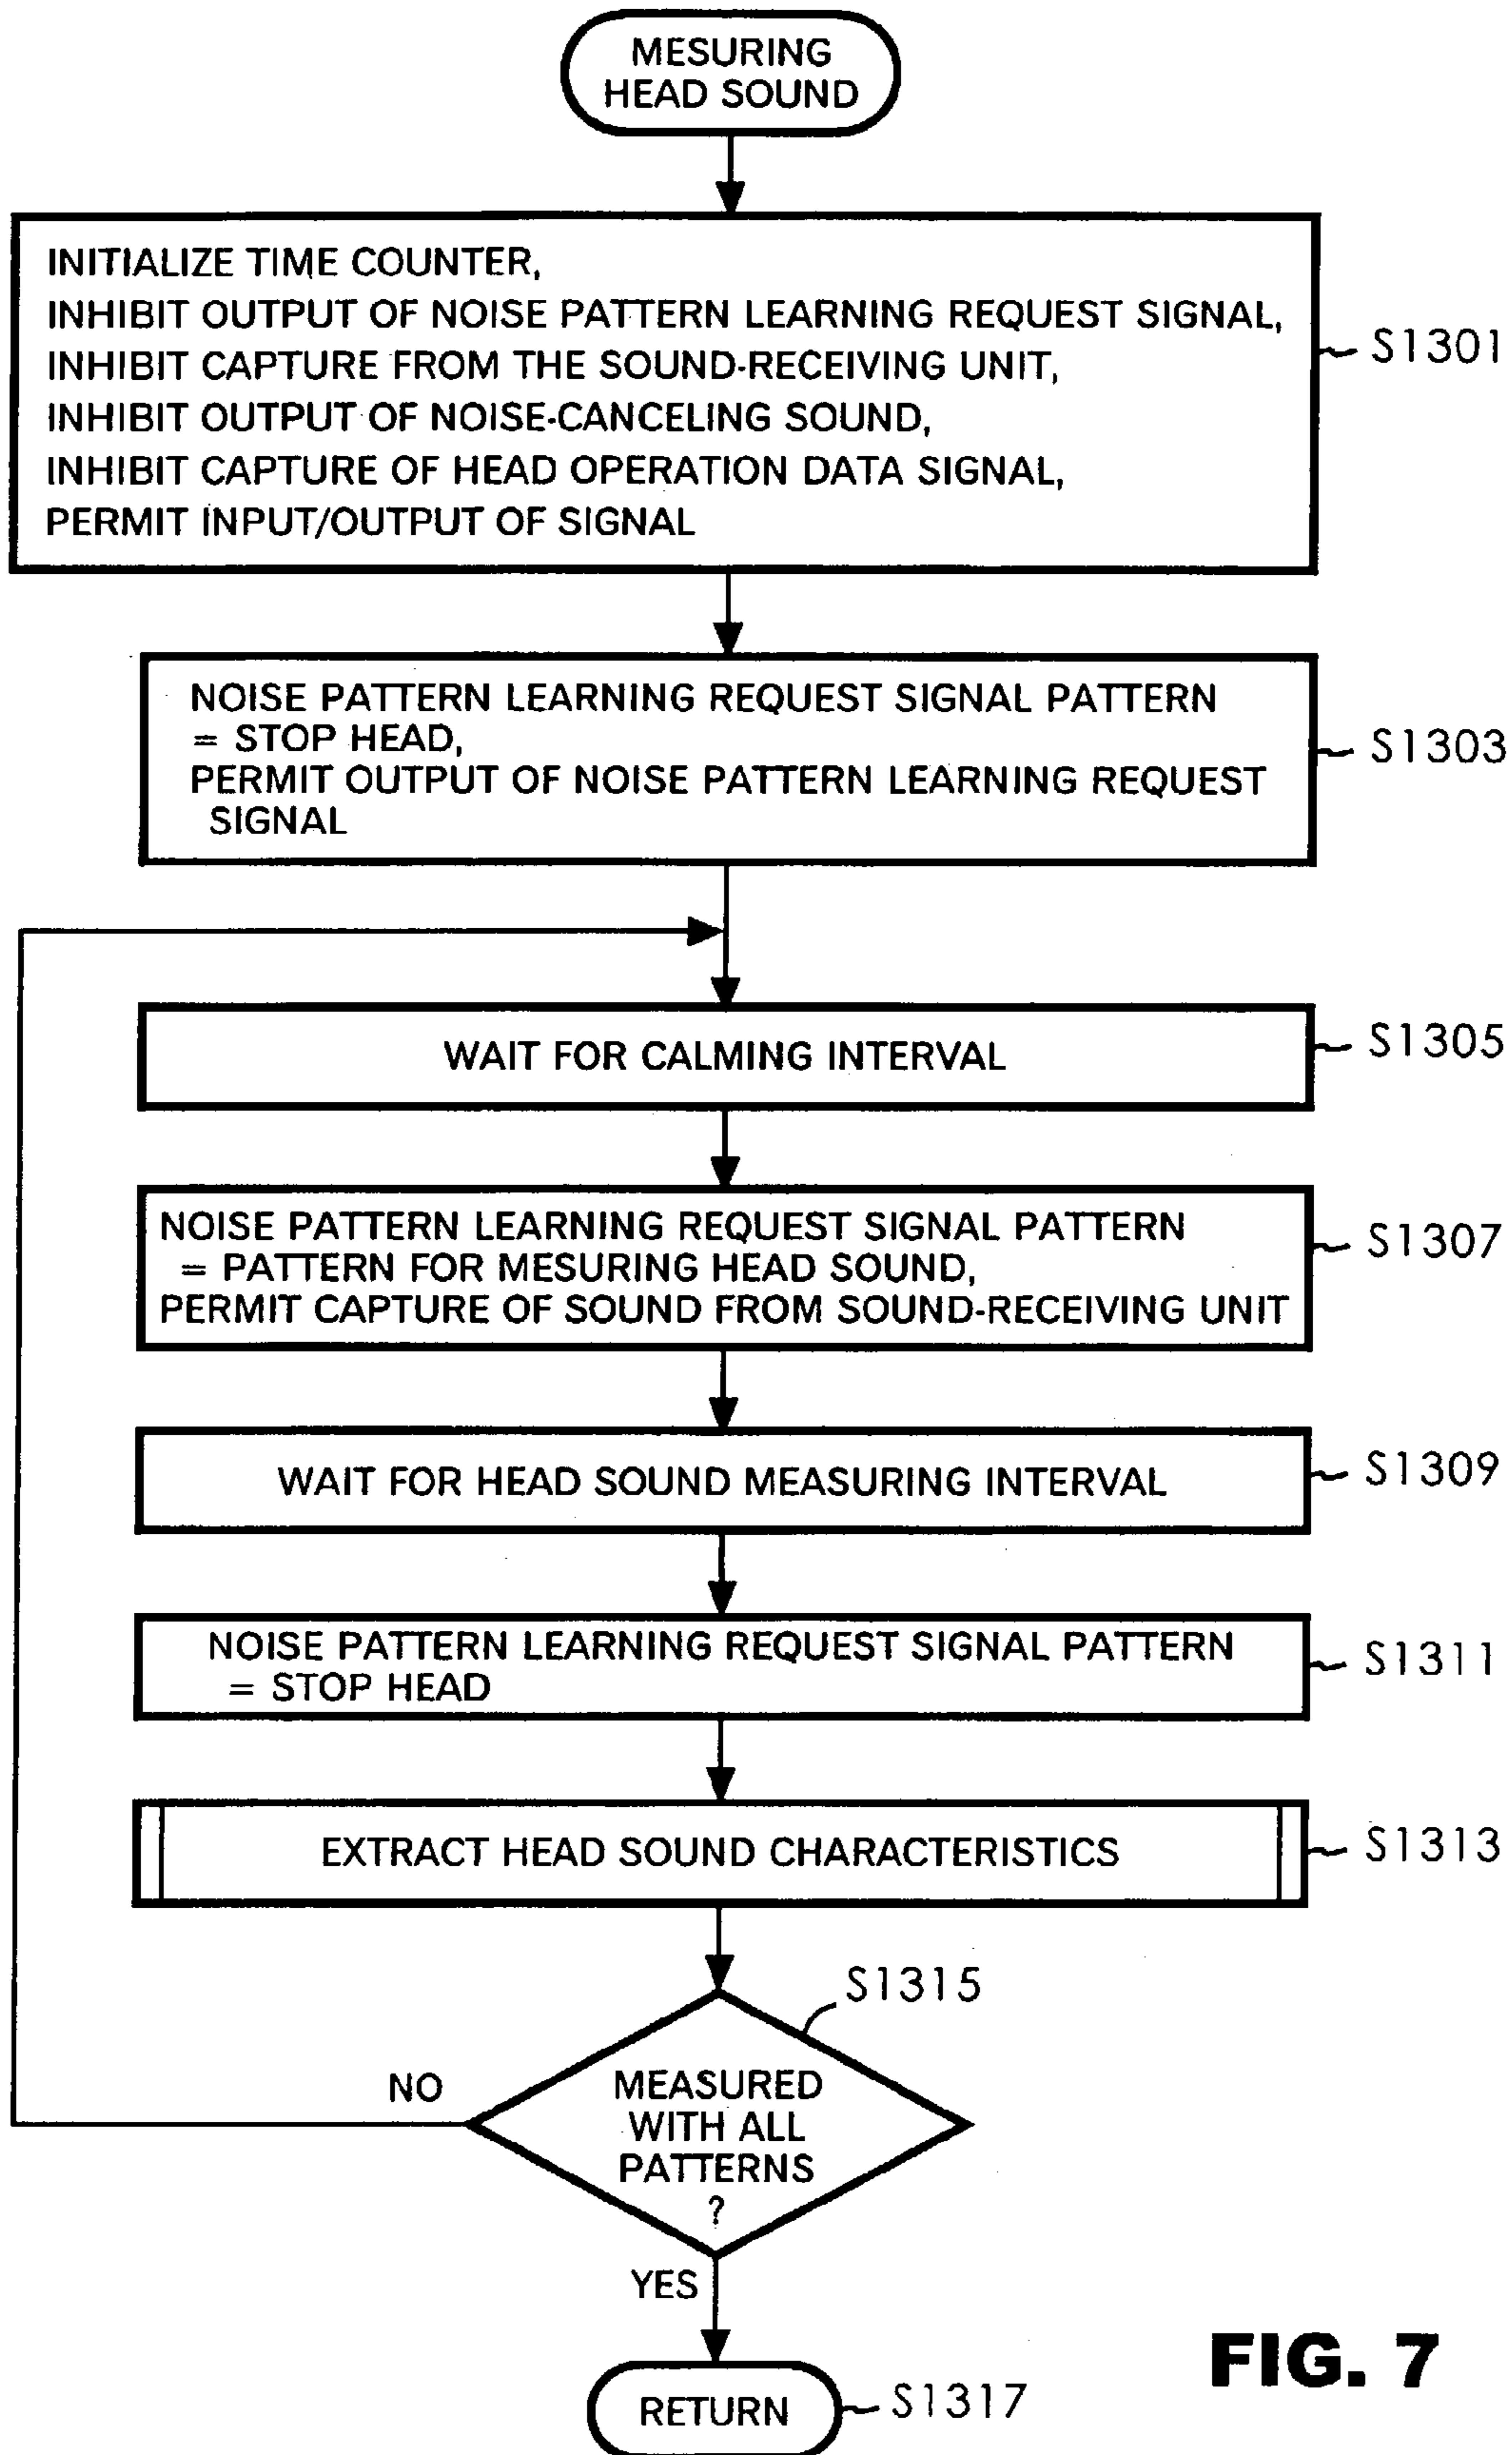 MESURING
HEAD SOUND
INITIALIZE TIME COUNTER,
INHIBIT OUTPUT OF NOISE PATTERN LEARNING REQUEST SIGNAL,
INHIBIT CAPTURE FROM THE SOUND-RECEIVING UNIT,
INHIBIT OUTPUT OF NOISE-CANCELING SOUND,
INHIBIT CAPTURE OF HEAD OPERATION DATA SIGNAL,
PERMIT INPUT/OUTPUT OF SIGNAL
S1301
NOISE PATTERN LEARNING REQUEST SIGNAL PATTERN
= STOP HEAD,
PERMIT OUTPUT OF NOISE PATTERN LEARNING REQUEST
SIGNAL
S1303
WAIT FOR CALMING INTERVAL
S1305
NOISE PATTERN LEARNING REQUEST SIGNAL PATTERN
= PATTERN FOR MESURING HEAD SOUND,
PERMIT CAPTURE OF SOUND FROM SOUND-RECEIVING UNIT
S1307
WAIT FOR HEAD SOUND MEASURING INTERVAL
S1309
NOISE PATTERN LEARNING REQUEST SIGNAL PATTERN
= STOP HEAD
S1311
EXTRACT HEAD SOUND CHARACTERISTICS
S1313
S1315
MEASURED
WITH ALL
PATTERNS
?
NO
YES
RETURN
S1317
FIG. 7